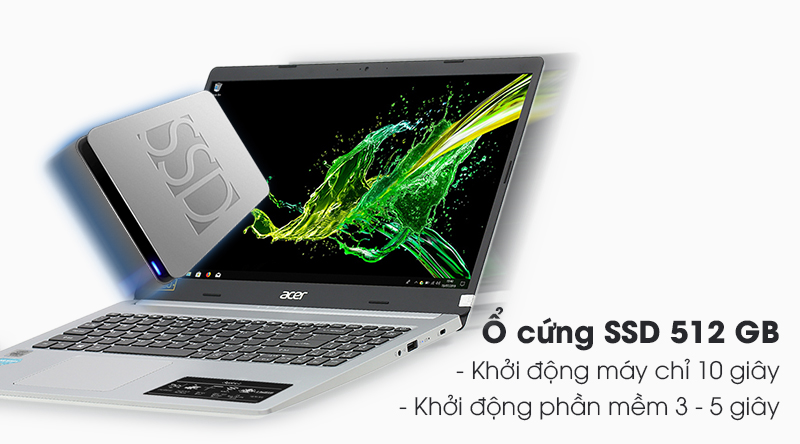 SSD
acer
Ổ cứng SSD 512 GB
- Khởi động máy chỉ 10 giây
- Khởi động phần mềm 3 - 5 giây